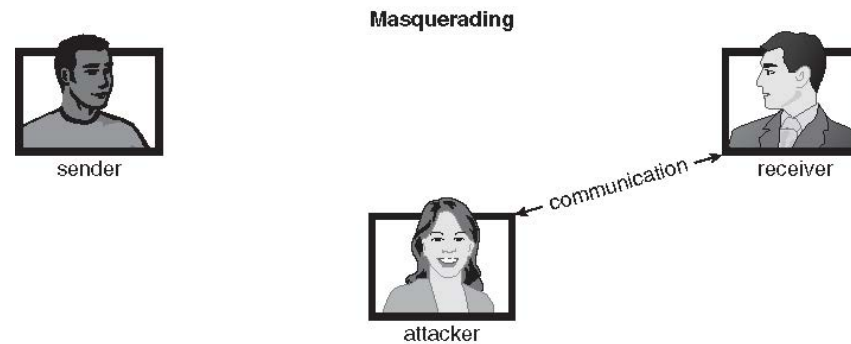 Masquerading
sender
receiver
communication
attacker